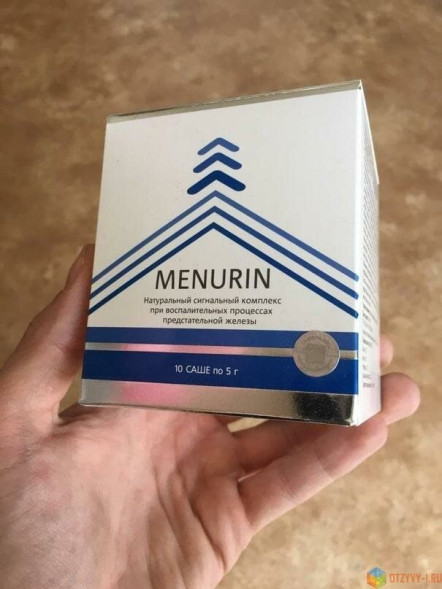 MENURIN
Натуральный сигнальный комплекс
при воспалительных процессах
предстательной железы
10 САШЕ по 5 г
OTZYVY-I.RU